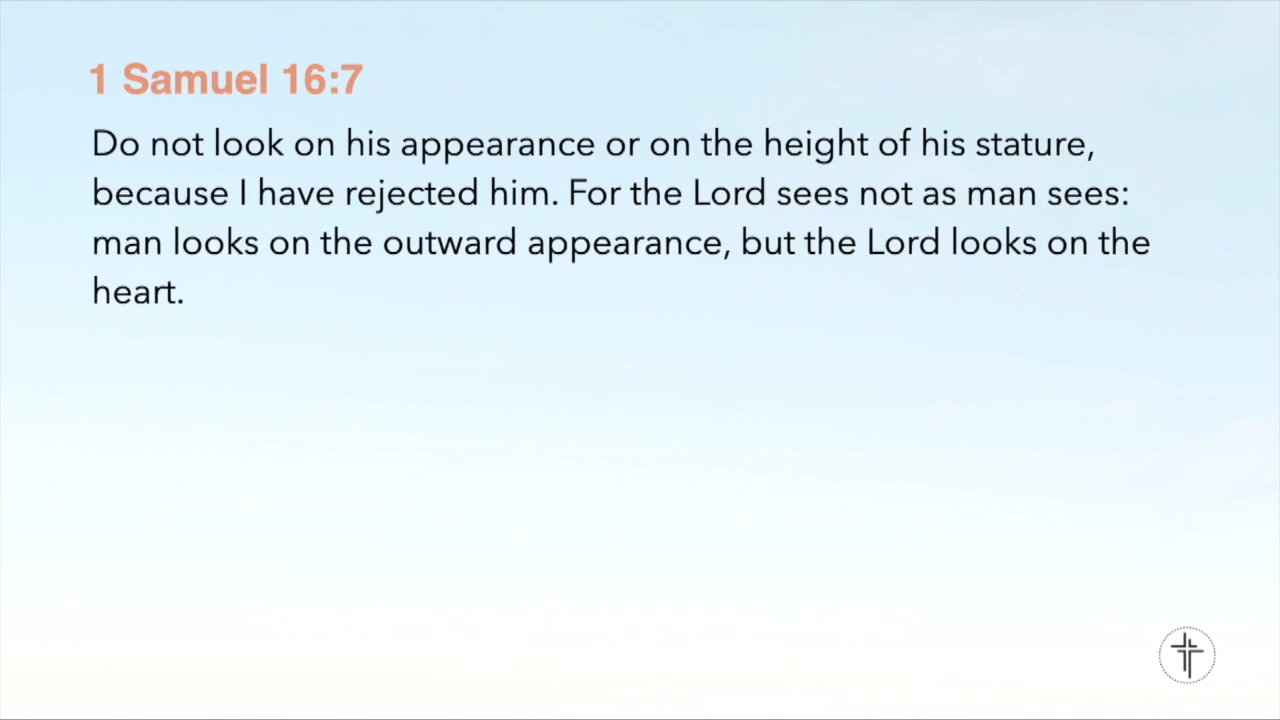 1 Samuel 16:7
Do not look on his appearance or on the height of his stature,
because I have rejected him. For the Lord sees not as man sees:
man looks on the outward appearance, but the Lord looks on the
heart.